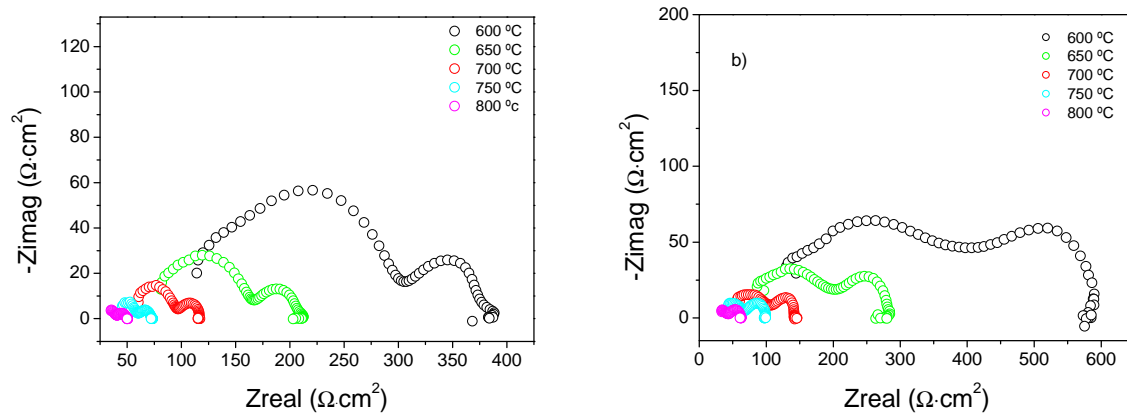 120
100
80
60
40
20
0
-Zimag (Ω·cm²)
50 100 150 200 250 300 350 400
Zreal (Ω·cm²)
600 ºC
650 ºC
700 ºC
750 ºC
800 ºc
200
150
100
50
0
-Zimag (Ω·cm²)
0 100 200 300 400 500 600
Zreal (Ω·cm²)
b)
600 ºC
650 ºC
700 ºC
750 ºC
800 ºC